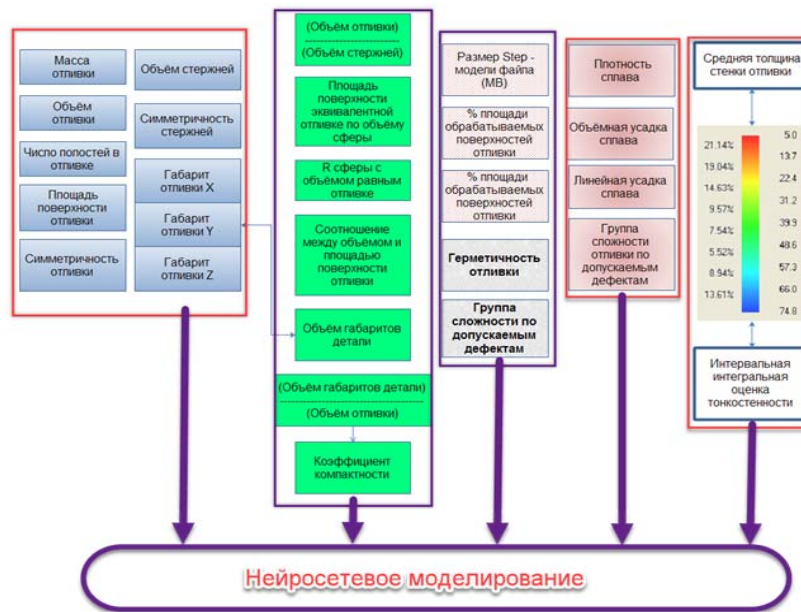 Масса
отливки
Объём
отливки
Число полостей в
отливке
Площадь
поверхности
отливки
Симметричность
отливки
Объём стержней
Симметричность
стержней
Габарит
отливки X
Габарит
отливки Y
Габарит
отливки Z
(Объём отливки)
(Объём стержней)
Площадь
поверхности
эквивалентной
отливке по объёму
сферы
R сферы с
объёмом равным
отливке
Соотношение
между объёмом и
площадью
поверхности
отливки
Объём габаритов
детали
(Объём габаритов детали)
(Объём отливки)
Коэффициент
компактности
Размер Step -
модели файла
(MB)
% площади
обрабатываемых
поверхностей
отливки
% площади
обрабатываемых
поверхностей
отливки
Герметичность
отливки
Группа
сложности по
допускаемым
дефектам
Плотность
сплава
Объёмная усадка
сплава
Линейная усадка
сплава
Группа
сложности
отливки по
допускаемым
дефектам
Средняя толщина
стенки отливки
21.14%
19.04%
14.63%
9.57%
7.54%
5.52%
8.94%
13.61%
5.0
13.7
22.4
31.2
39.9
48.6
57.3
66.0
74.8
Интервальная
интегральная
оценка
тонкостенности
Нейросетевое моделирование